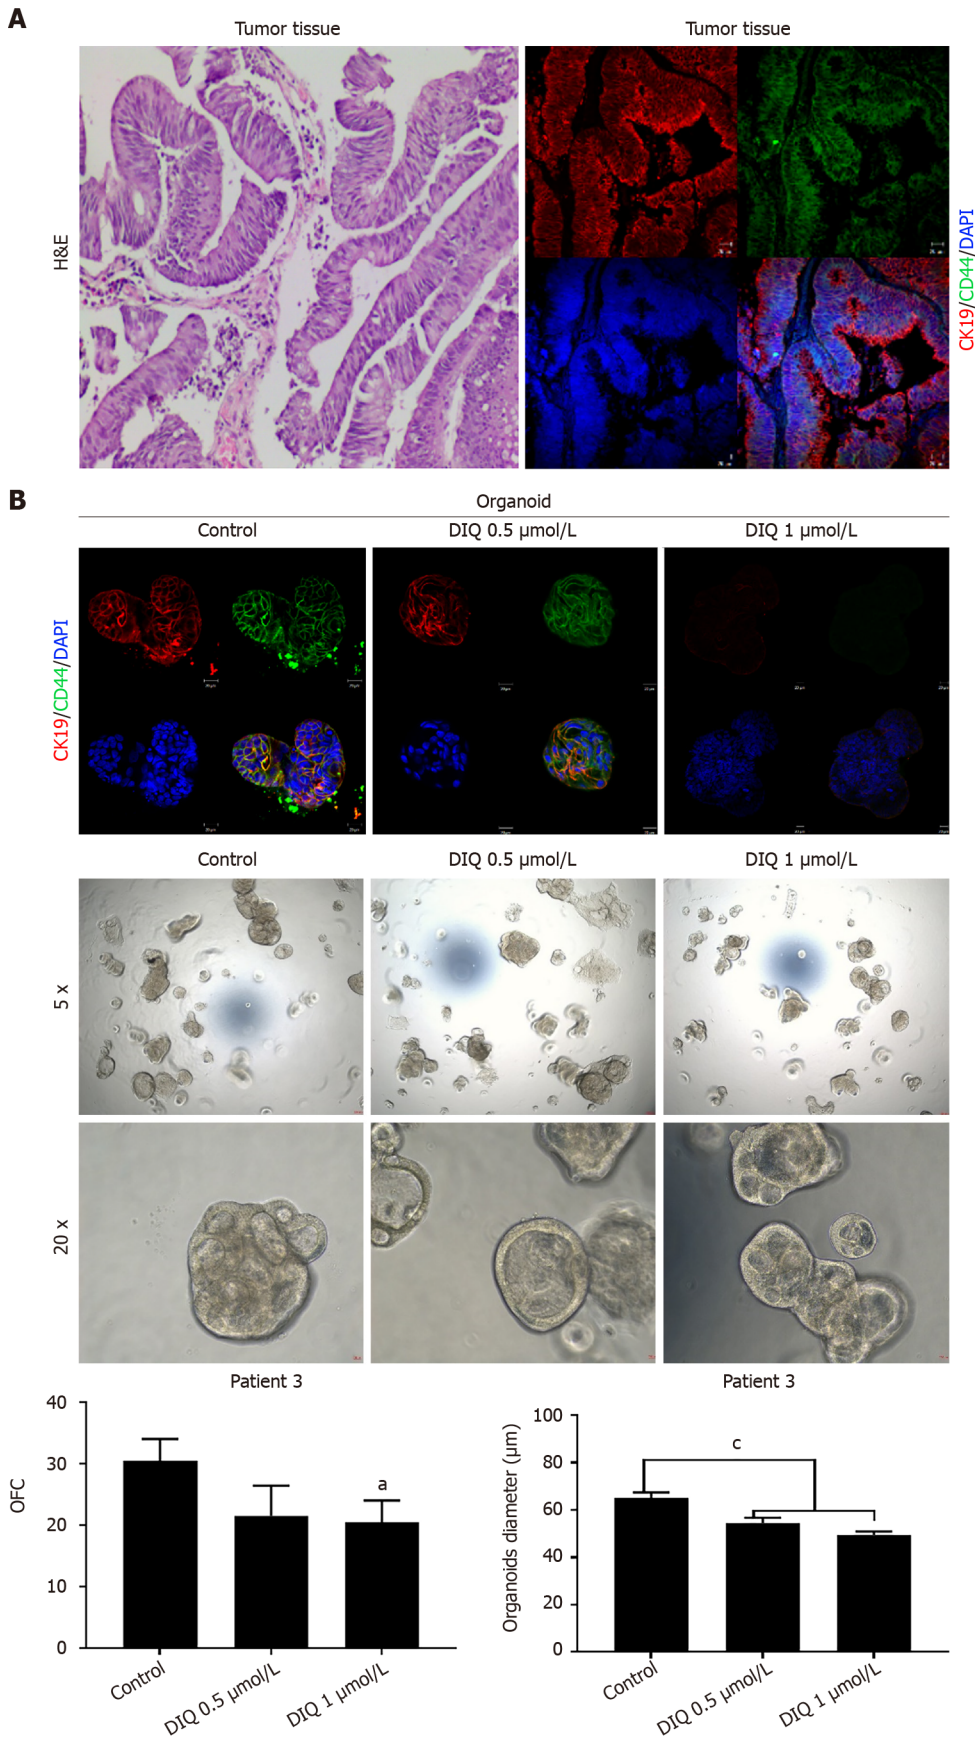 A
Tumor tissue
Tumor tissue
H&E
CK19/CD44/DAPI
B
Organoid
Control
DIQ 0.5 µmol/L
DIQ 1 µmol/L
CK19/CD44/DAPI
Control
DIQ 0.5 µmol/L
DIQ 1 µmol/L
5 x
20 x
Patient 3
40
30
20
10
0
OFC
a
Control
DIQ 0.5 µmol/L
DIQ 1 µmol/L
Patient 3
100
80
60
40
20
0
Organoids diameter (µm)
c
Control
DIQ 0.5 µmol/L
DIQ 1 µmol/L